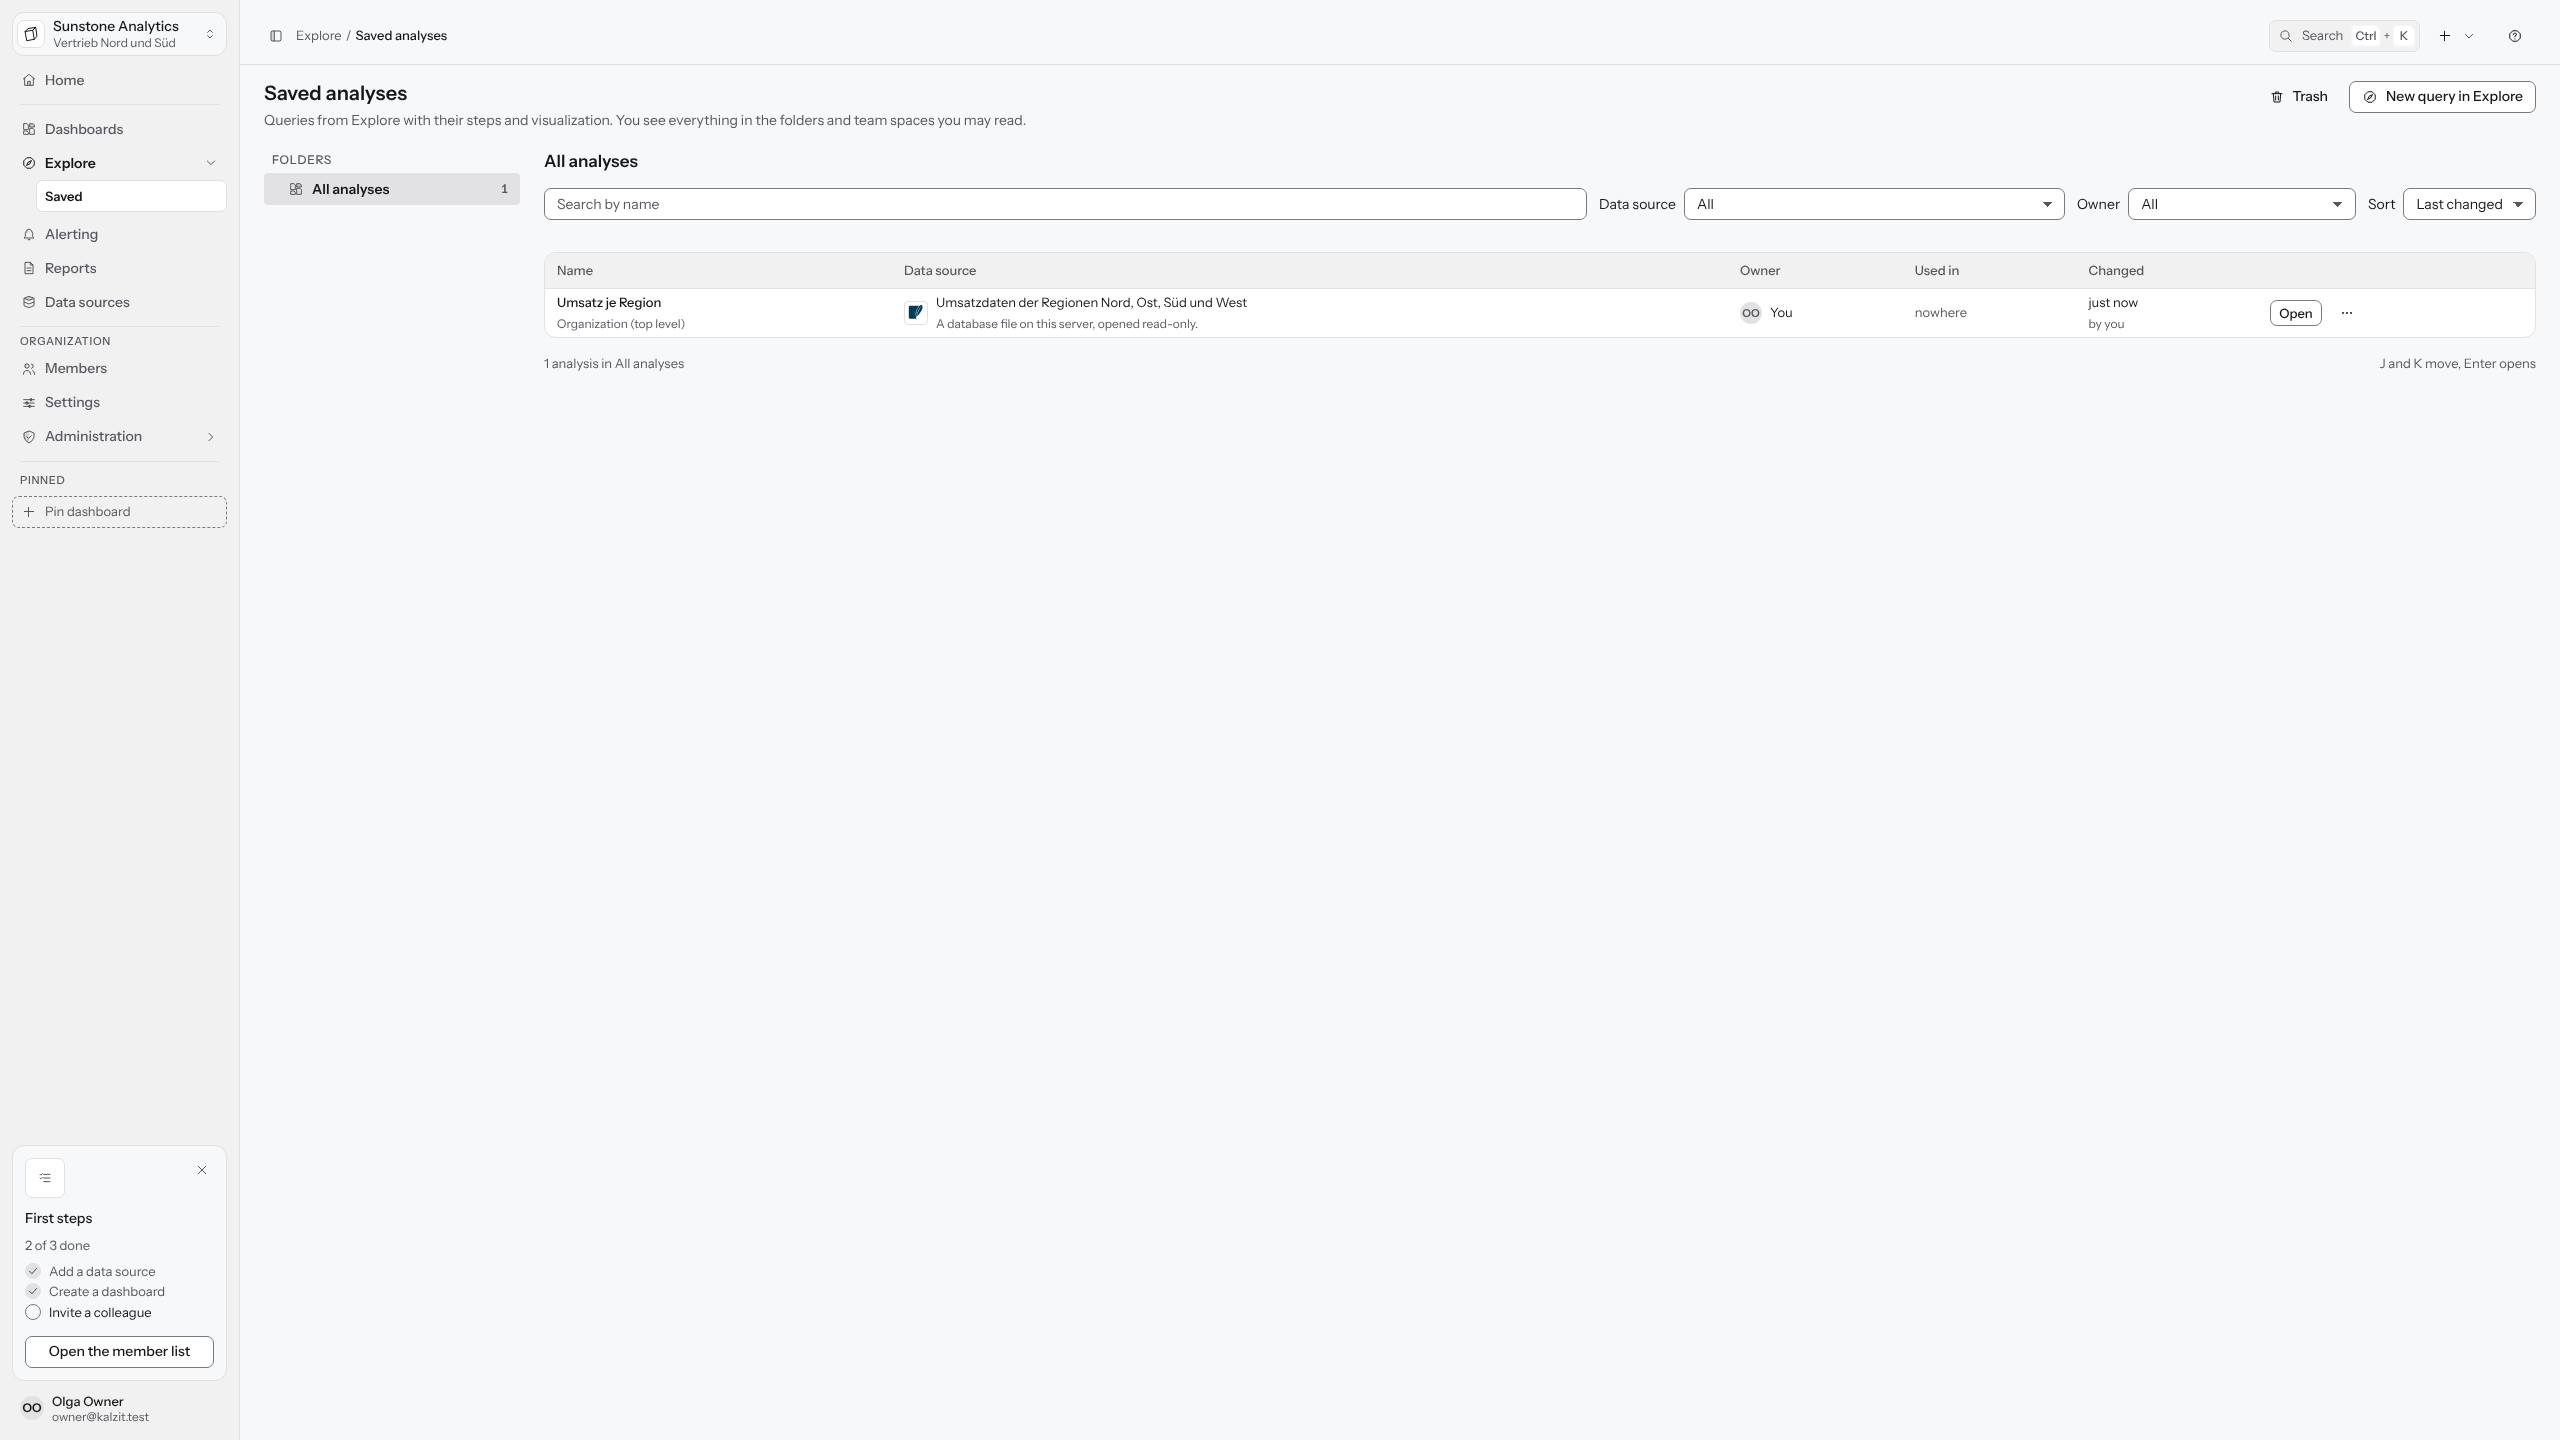 Sunstone Analytics
Vertrieb Nord und Süd
Home
Dashboards
Explore
Saved
Alerting
Reports
Data sources
ORGANIZATION
Members
Settings
Administration
PINNED
Pin dashboard
First steps
2 of 3 done
Add a data source
Create a dashboard
Invite a colleague
Open the member list
OO
Olga Owner
owner@kalzit.test
Explore / Saved analyses
Search Ctrl + K
Saved analyses
Queries from Explore with their steps and visualization. You see everything in the folders and team spaces you may read.
Trash
New query in Explore
FOLDERS
All analyses 1
All analyses
Search by name
Data source All
Owner All
Sort Last changed
Name Data source Owner Used in Changed
Umsatz je Region
Organization (top level)
Umsatzdaten der Regionen Nord, Ost, Süd und West
A database file on this server, opened read-only.
OO You
nowhere
just now
by you
Open
1 analysis in All analyses
J and K move, Enter opens